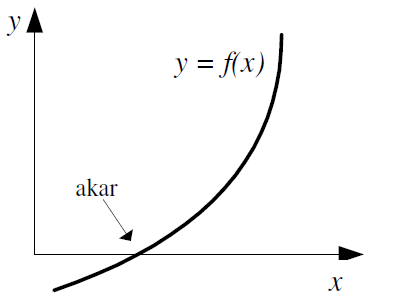 y
y = f(x)
akar
x